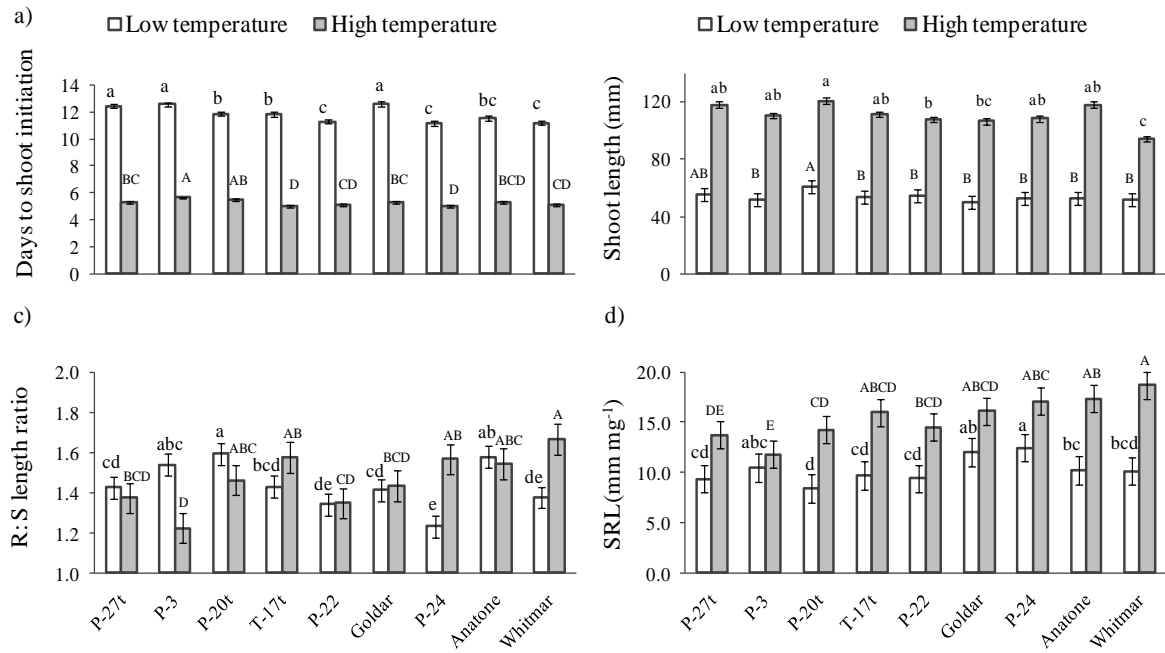 a)
Low temperature High temperature
Low temperature High temperature
Days to shoot initiation
14
12
10
8
6
4
2
0
a a b b c a c bc c
BC A AB D CD BC D BCD CD
Shoot length (mm)
120
80
40
0
ab ab a ab b bc ab ab c
AB B A B B B B B B
c)
R: S length ratio
2.0
1.8
1.6
1.4
1.2
1.0
cd abc a bcd de cd e ab de
BCD D ABC AB CD BCD AB ABC A
P-27t P-3 P-20t T-17t P-22 Goldar P-24 Anatone Whitmar
d)
SRL (mm mg⁻¹)
20.0
15.0
10.0
5.0
0.0
DE E CD ABCD BCD ABCD ABC AB A
cd abc d cd cd ab a bc bcd
P-27t P-3 P-20t T-17t P-22 Goldar P-24 Anatone Whitmar